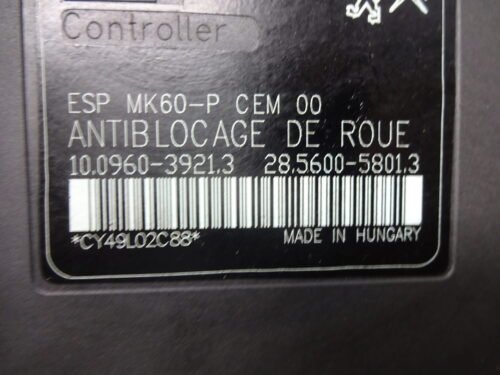 Controller
ESP MK60-P CEM 00
ANTIBLOCAGE DE ROUE
10.0960-3921.3 28.5600-5801.3
*CY49L02C88*
MADE IN HUNGARY